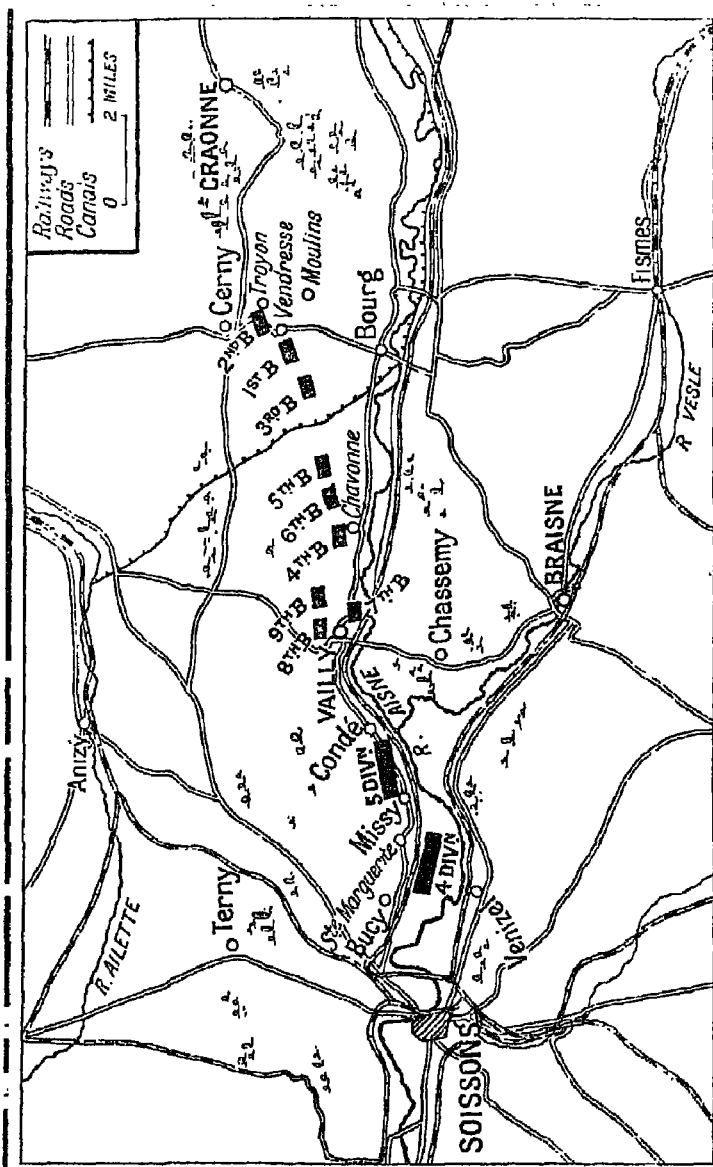 Railways
Roads
Canals
0 2 MILES
CRAONNE
Cerny
Troyon
Vendresse
Moulins
2ND B
1ST B
3RD B
Bourg
Fismes
R VESLE
5TH B
6TH B
4TH B
Chavonne
9TH B
8TH B
7TH B
VAILLY
Chassemy
BRAISNE
Anizy
Condé
R. AISNE
5 DIVN
Missy
4 DIVN
Ste Marguerite
Bucy
Venizel
Terny
R. AILETTE
SOISSONS